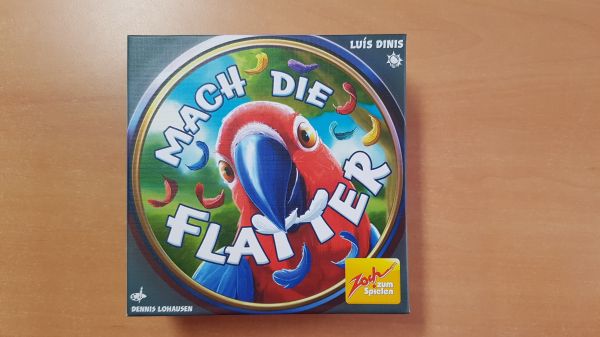 LUÍS DINIS
MACH DIE
FLATTER
Zoch
zum
Spielen
DENNIS LOHAUSEN